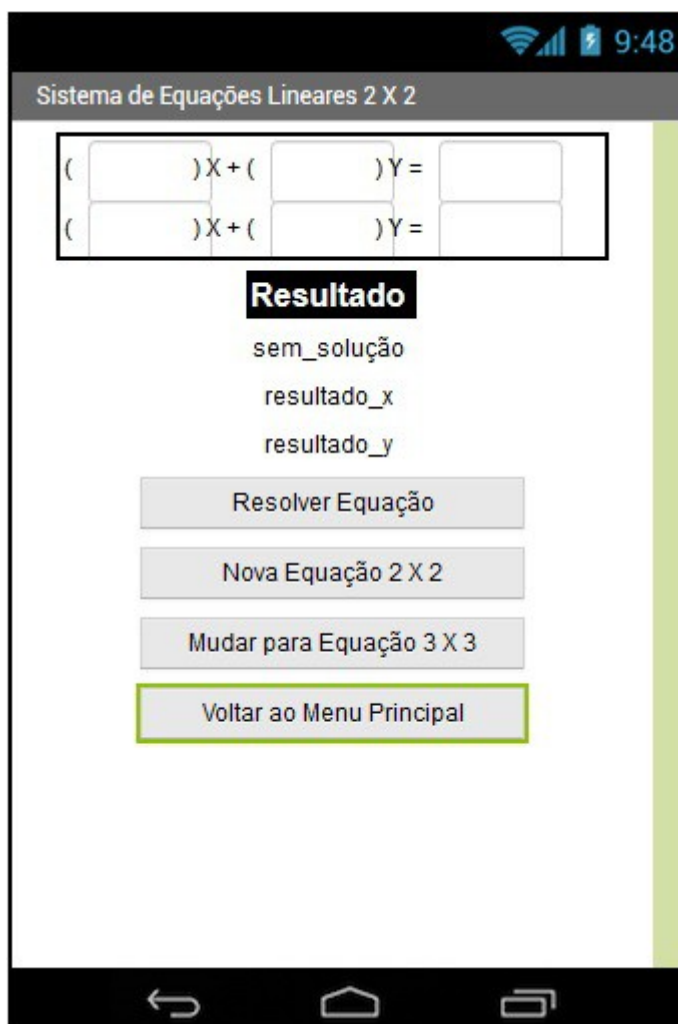 9:48
Sistema de Equações Lineares 2 X 2
( ) X + ( ) Y =
( ) X + ( ) Y =
Resultado
sem_solução
resultado_x
resultado_y
Resolver Equação
Nova Equação 2 X 2
Mudar para Equação 3 X 3
Voltar ao Menu Principal